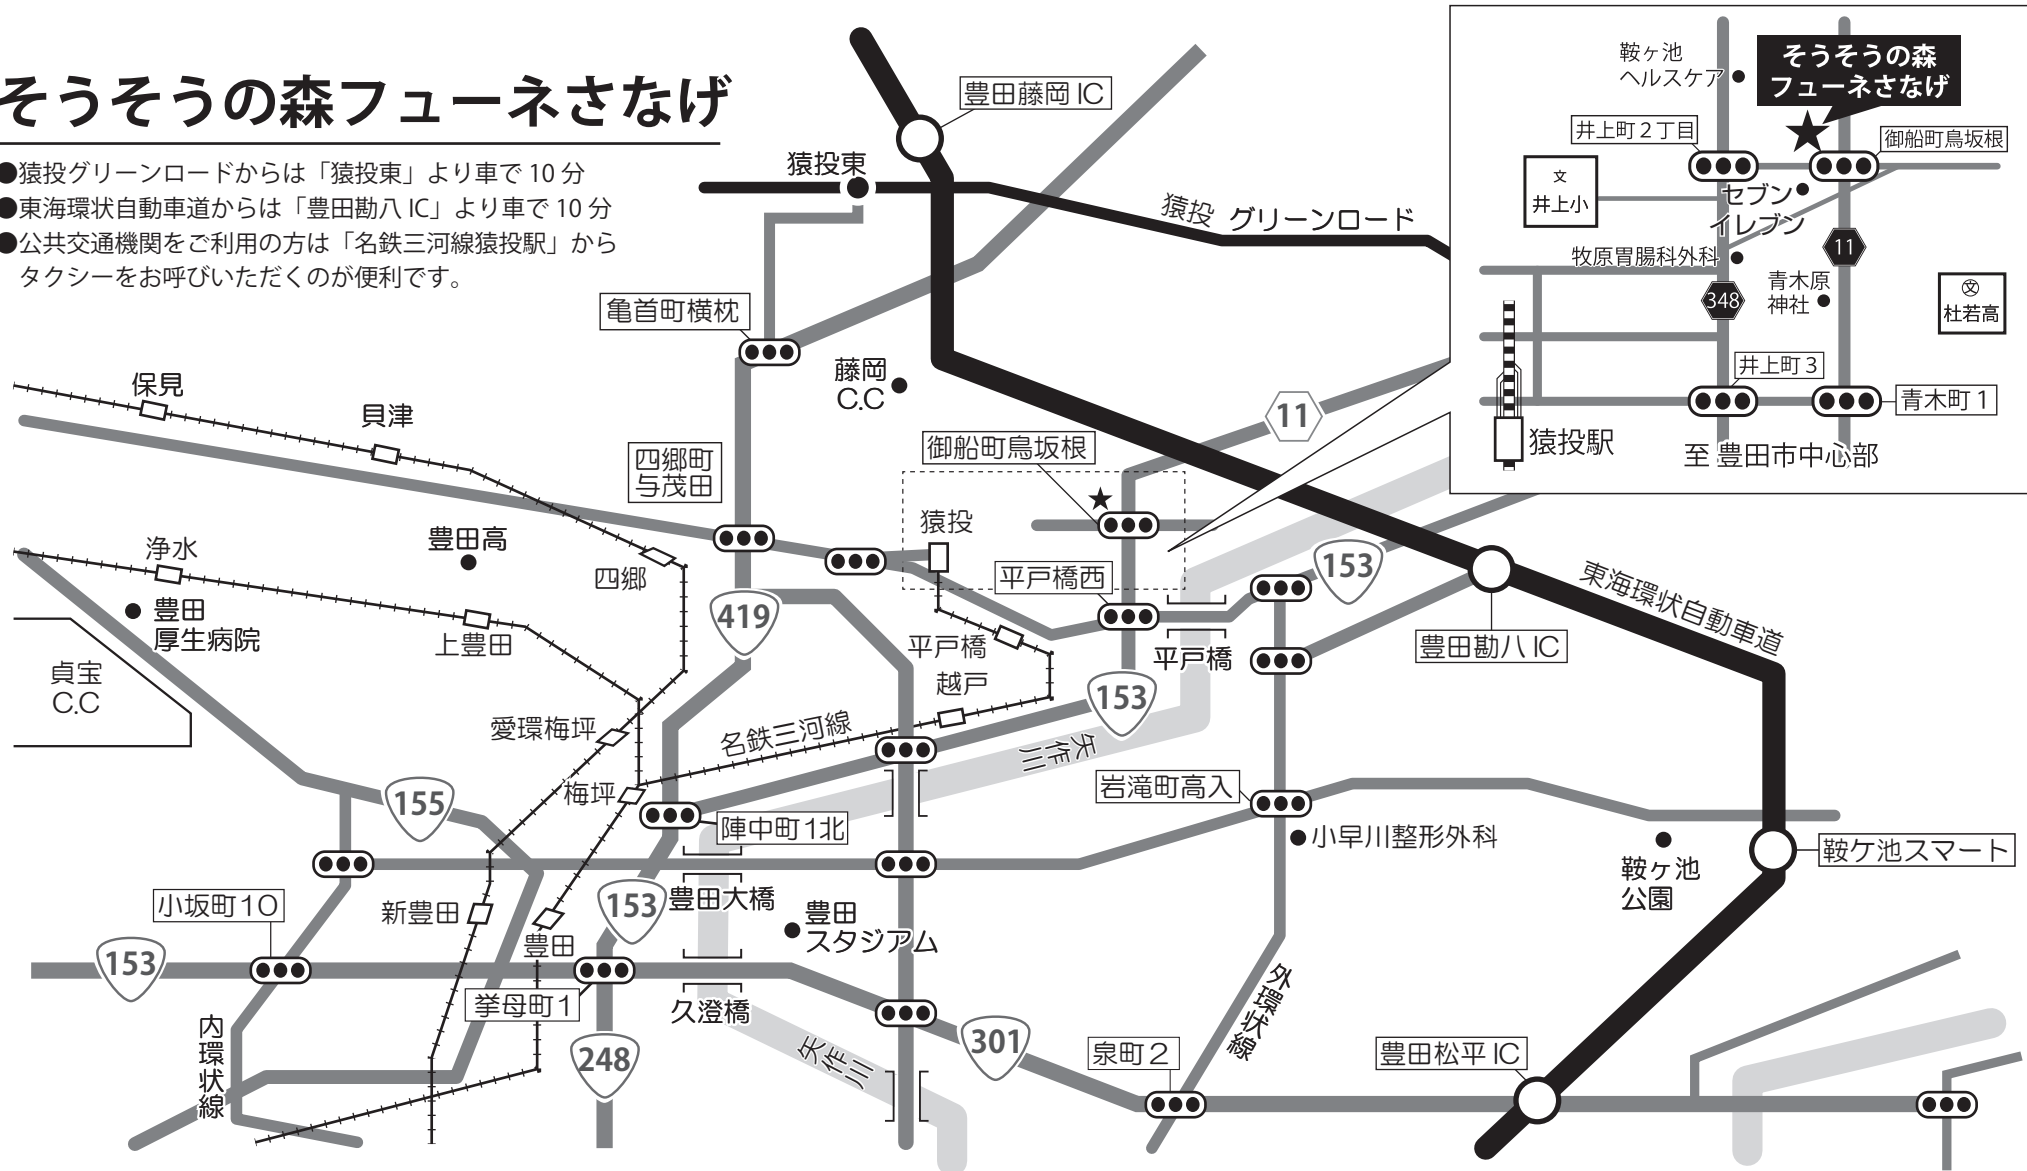 そうそうの森フューネさなげ
●猿投グリーンロードからは「猿投東」より車で 10 分
●東海環状自動車道からは「豊田勘八 IC」より車で 10 分
●公共交通機関をご利用の方は「名鉄三河線猿投駅」から
タクシーをお呼びいただくのが便利です。
豊田藤岡 IC
猿投東
猿投 グリーンロード
亀首町横枕
藤岡
C.C
保見
貝津
四郷町
与茂田
御船町鳥坂根
★
11
猿投
浄水
豊田高
四郷
平戸橋西
153
豊田
厚生病院
上豊田
419
平戸橋
平戸橋
豊田勘八 IC
東海環状自動車道
貞宝
C.C
越戸
153
愛環梅坪
名鉄三河線
矢作川
155
梅坪
陣中町1北
岩滝町高入
小早川整形外科
鞍ヶ池
公園
鞍ケ池スマート
小坂町10
新豊田
153
豊田大橋
豊田
スタジアム
153
豊田
挙母町1
久澄橋
外環状線
内環状線
248
矢作川
301
泉町2
豊田松平 IC
鞍ヶ池
ヘルスケア
そうそうの森
フューネさなげ
井上町2丁目
★
御船町鳥坂根
文
井上小
セブン
イレブン
牧原胃腸科外科
11
348
青木原
神社
文
杜若高
井上町3
青木町1
猿投駅
至 豊田市中心部